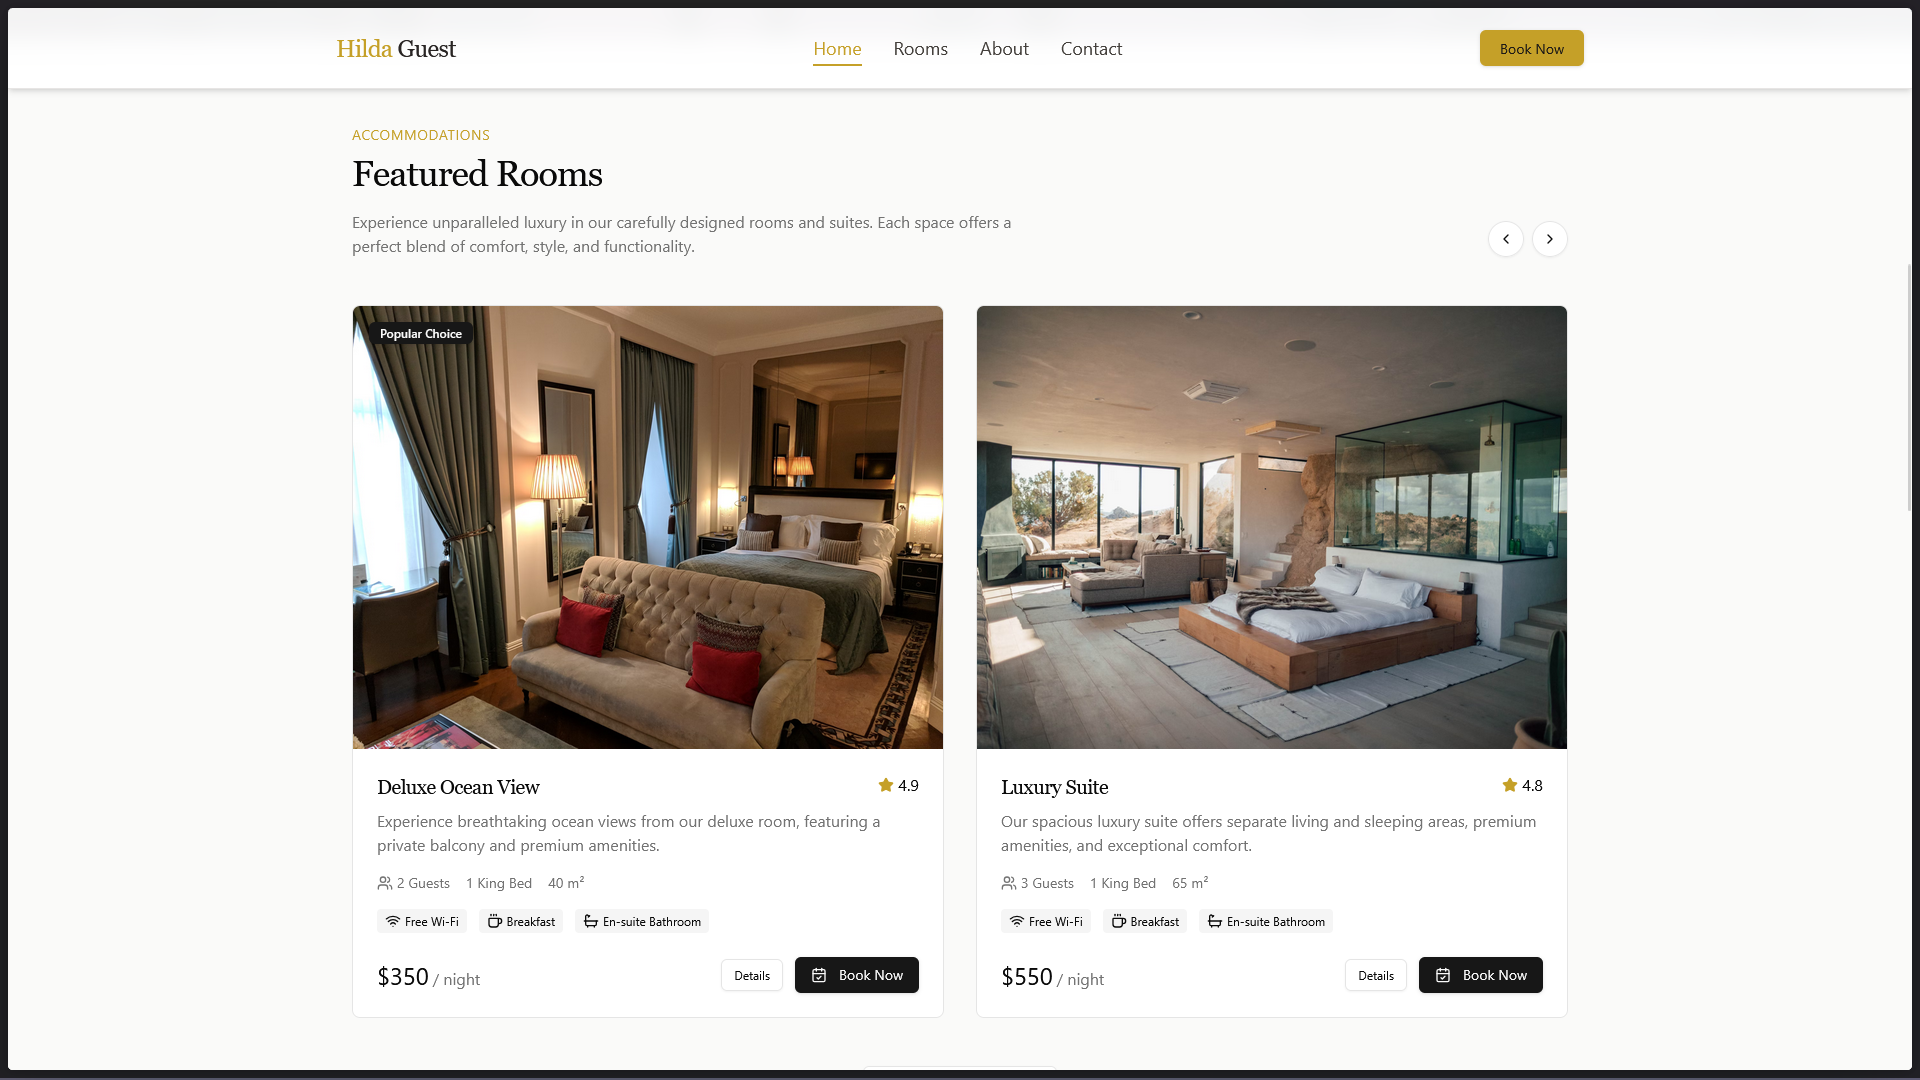 Hilda Guest
Home
Rooms
About
Contact
Book Now
ACCOMMODATIONS
Featured Rooms
Experience unparalleled luxury in our carefully designed rooms and suites. Each space offers a
perfect blend of comfort, style, and functionality.
Popular Choice
Deluxe Ocean View
4.9
Experience breathtaking ocean views from our deluxe room, featuring a
private balcony and premium amenities.
2 Guests 1 King Bed 40 m²
Free Wi-Fi Breakfast En-suite Bathroom
$350 / night
Details
Book Now
Luxury Suite
4.8
Our spacious luxury suite offers separate living and sleeping areas, premium
amenities, and exceptional comfort.
3 Guests 1 King Bed 65 m²
Free Wi-Fi Breakfast En-suite Bathroom
$550 / night
Details
Book Now